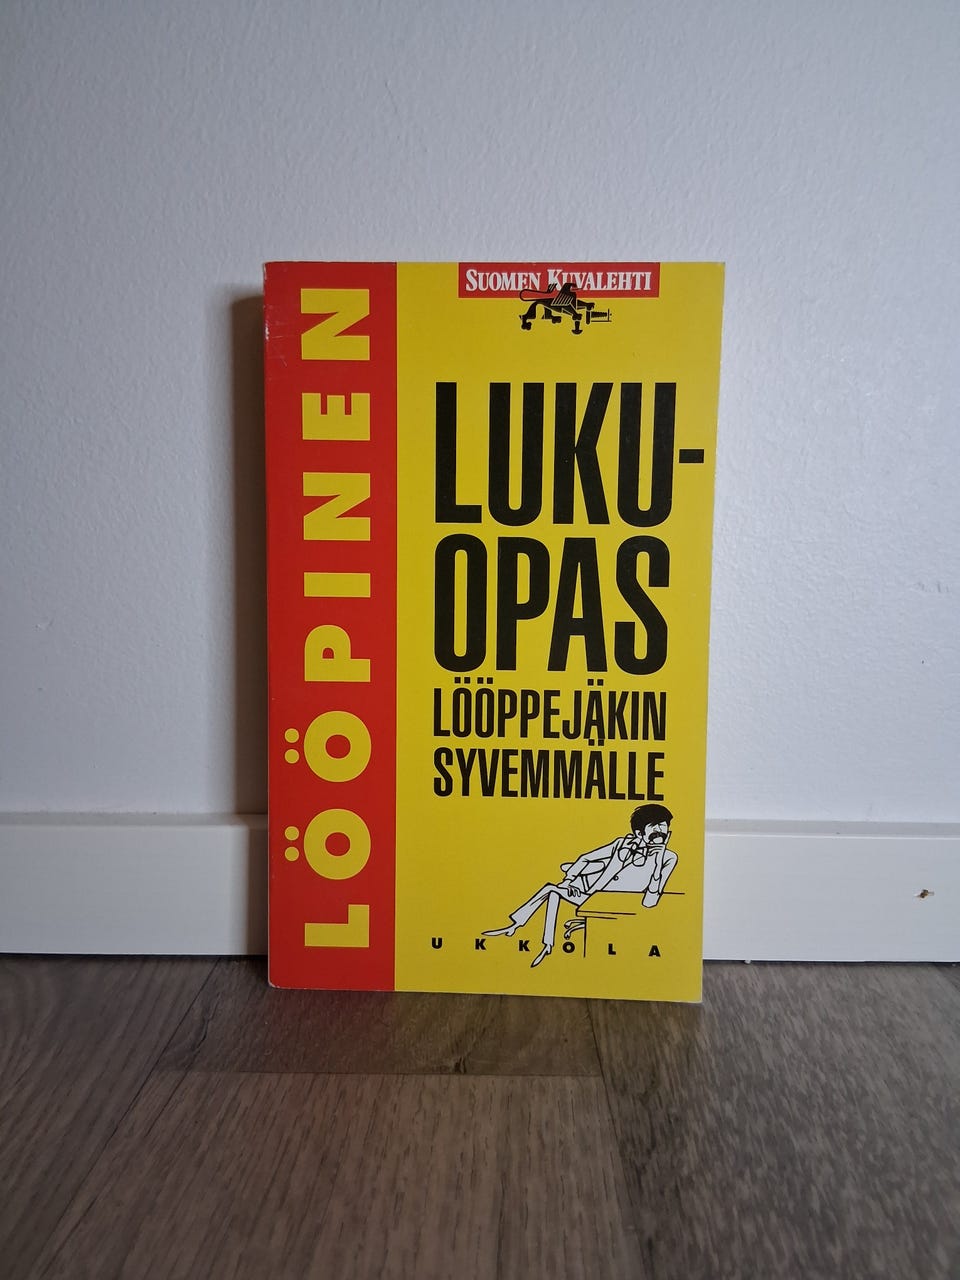 LÖÖPINEN
SUOMEN KUVALEHTI
LUKU-
OPAS
LÖÖPPEJÄKIN
SYVEMMÄLLE
UKKOLA